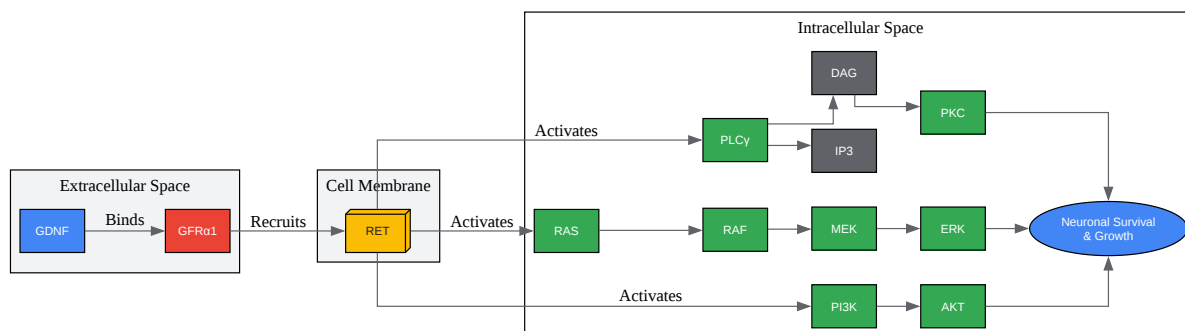 Intracellular Space
DAG
PKC
Activates
PLCγ
IP3
Extracellular Space
Cell Membrane
GDNF
Binds
GFRα1
Recruits
RET
Activates
RAS
RAF
MEK
ERK
Neuronal Survival
& Growth
Activates
PI3K
AKT